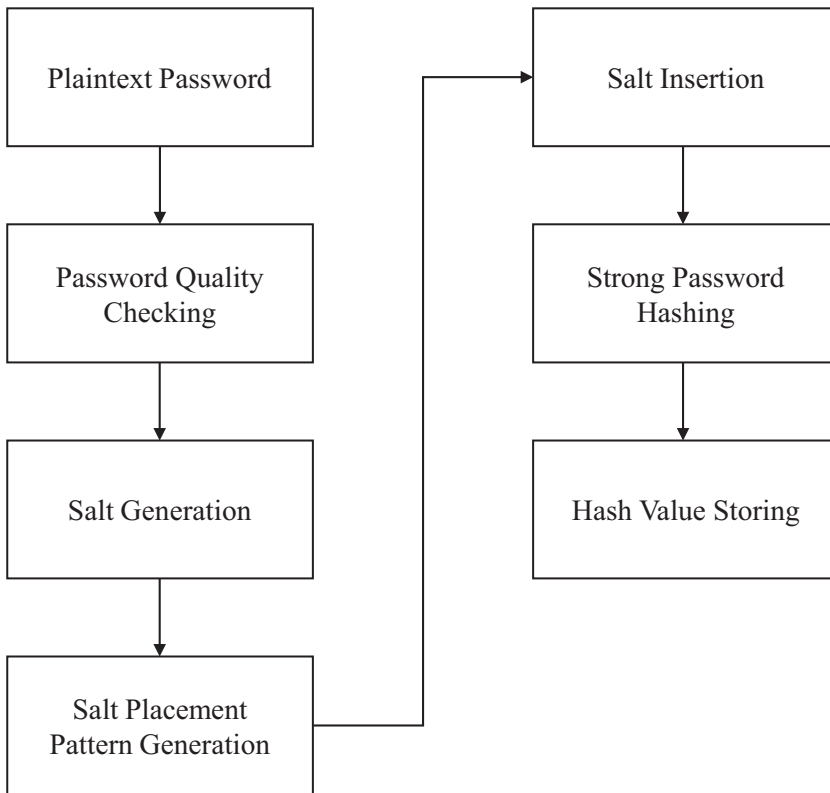 Plaintext Password
Password Quality
Checking
Salt Generation
Salt Placement
Pattern Generation
Salt Insertion
Strong Password
Hashing
Hash Value Storing